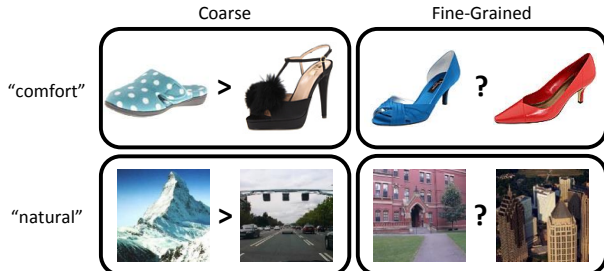 Coarse
Fine-Grained
“comfort”
>
?
“natural”
>
?